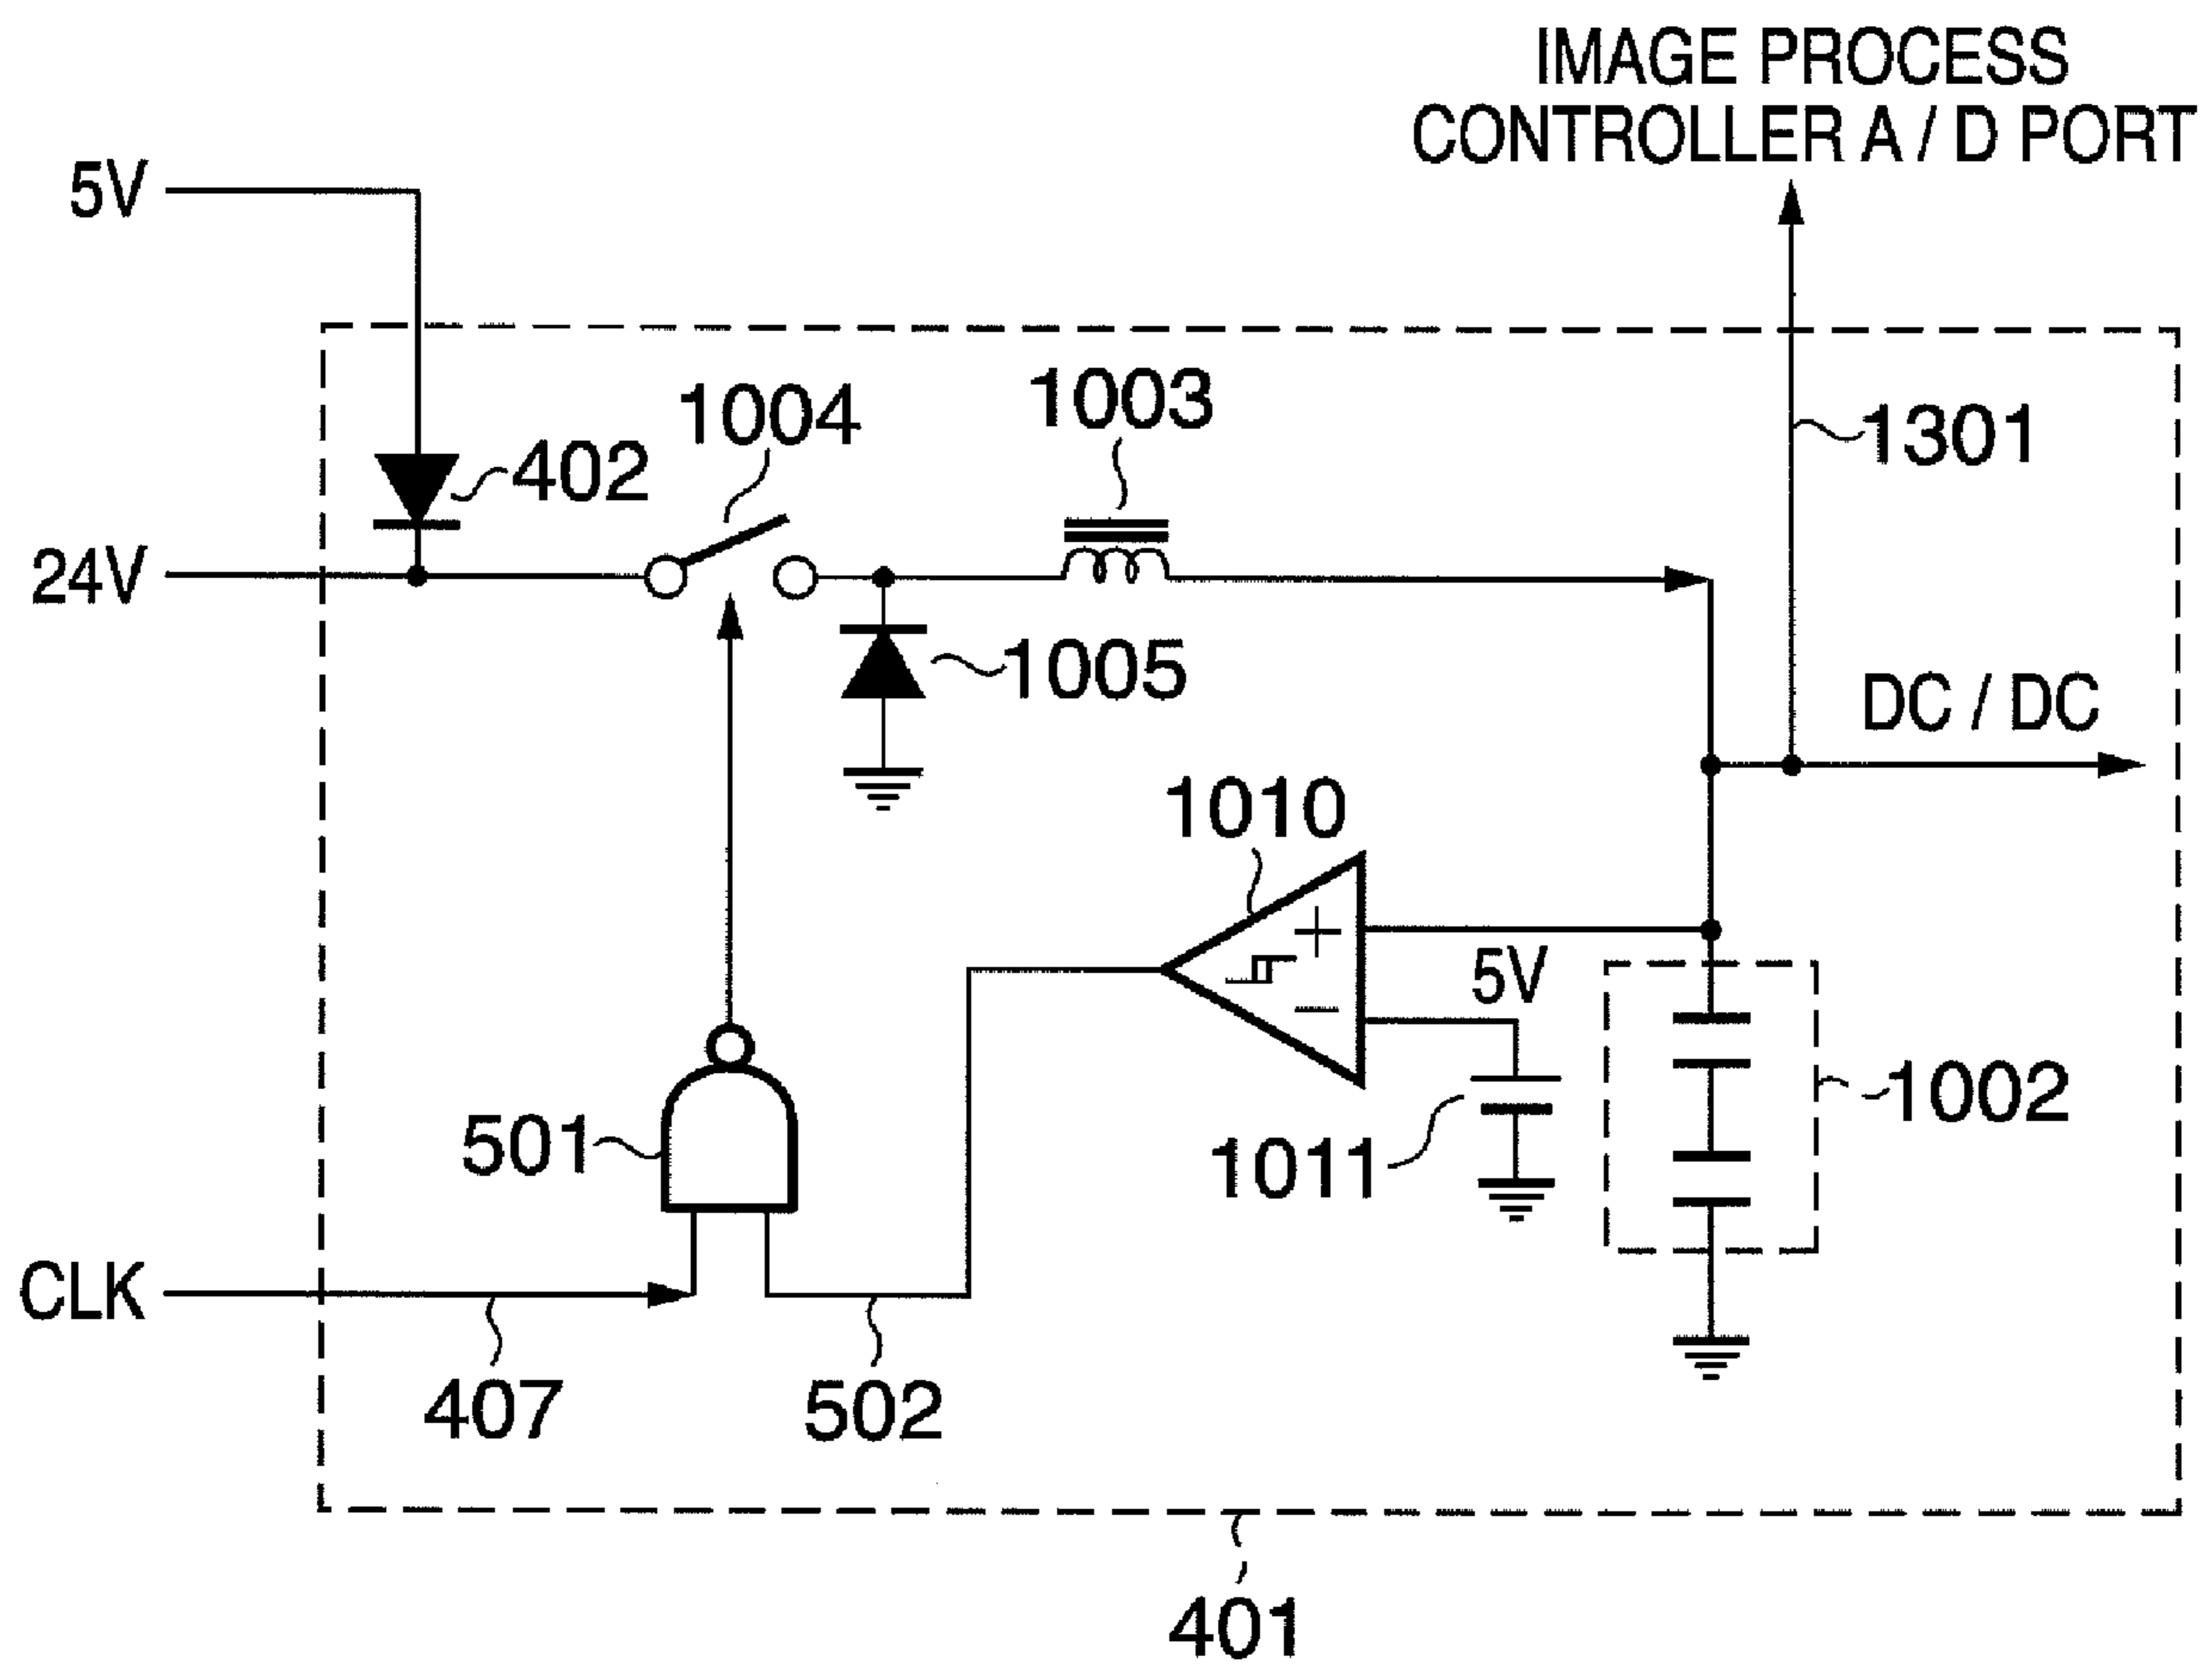 IMAGE PROCESS
CONTROLLER A / D PORT
5V
1004
1003
1301
402
24V
1005
DC / DC
1010
+
5V
−
1002
501
1011
CLK
407
502
401